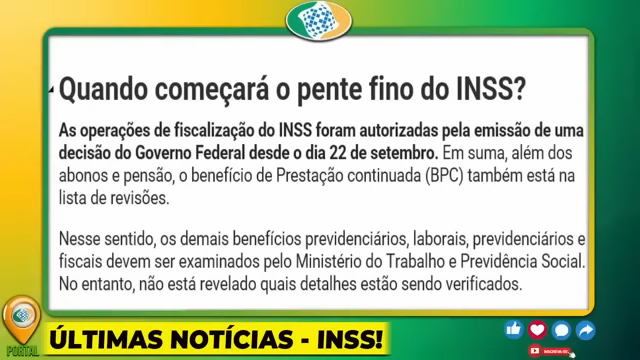 Quando começará o pente fino do INSS?
As operações de fiscalização do INSS foram autorizadas pela emissão de uma
decisão do Governo Federal desde o dia 22 de setembro. Em suma, além dos
abonos e pensão, o benefício de Prestação continuada (BPC) também está na
lista de revisões.
Nesse sentido, os demais benefícios previdenciários, laborais, previdenciários e
fiscais devem ser examinados pelo Ministério do Trabalho e Previdência Social.
No entanto, não está revelado quais detalhes estão sendo verificados.
PORTAL
ÚLTIMAS NOTÍCIAS - INSS!